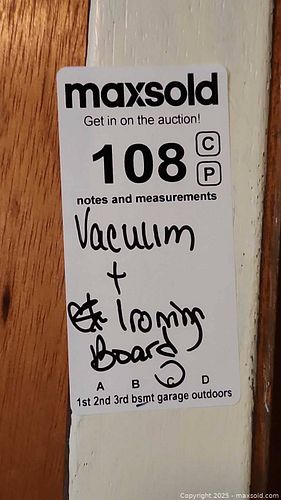 maxsold
Get in on the auction!
108
C
P
notes and measurements
Vacuum
+
Ironing
Board
A B C D
1st 2nd 3rd bsmt garage outdoors
Copyright 2025 - maxsold.com